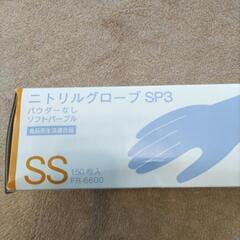 ニトリルグローブ SP3
パウダーなし
ソフトパープル
食品衛生法適合品
SS
150枚入
FR-6600